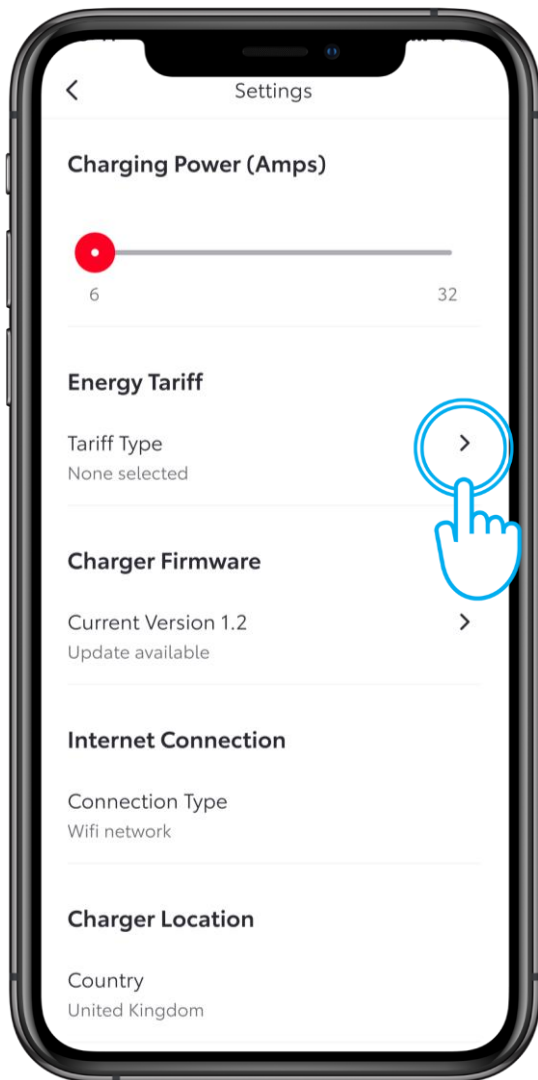 Settings
Charging Power (Amps)
6 32
Energy Tariff
Tariff Type
None selected
Charger Firmware
Current Version 1.2
Update available
Internet Connection
Connection Type
Wifi network
Charger Location
Country
United Kingdom